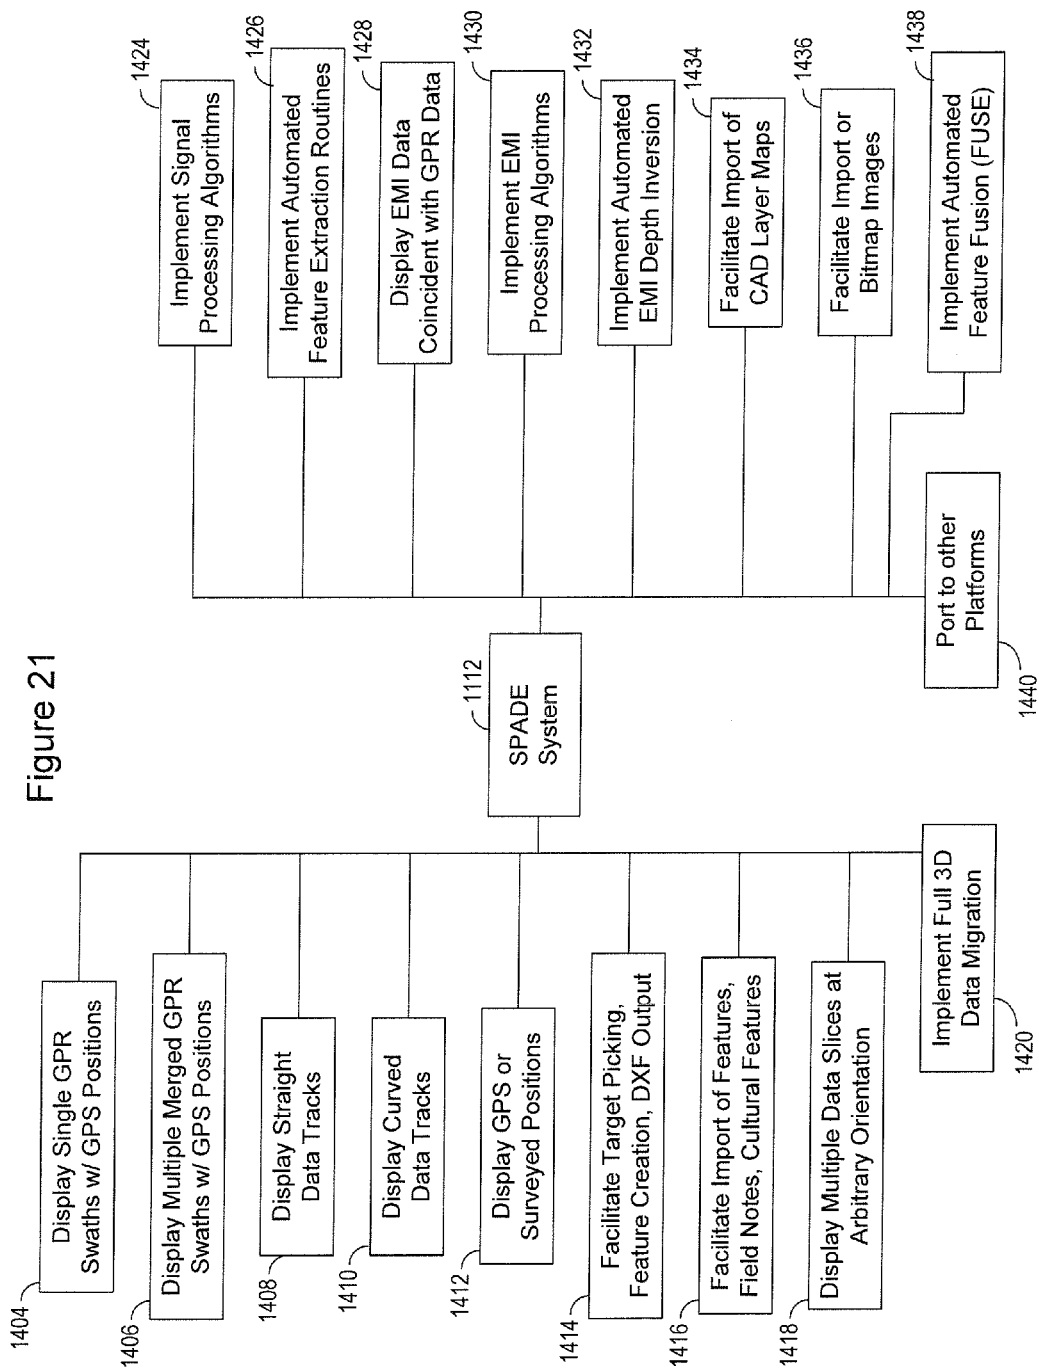 Figure 21
1404
Display Single GPR
Swaths w/ GPS Positions
1406
Display Multiple Merged GPR
Swaths w/ GPS Positions
1408
Display Straight
Data Tracks
1410
Display Curved
Data Tracks
1412
Display GPS or
Surveyed Positions
1414
Facilitate Target Picking,
Feature Creation, DXF Output
1416
Facilitate Import of Features,
Field Notes, Cultural Features
1418
Display Multiple Data Slices at
Arbitrary Orientation
Implement Full 3D
Data Migration
1420
1112
SPADE
System
1424
Implement Signal
Processing Algorithms
1426
Implement Automated
Feature Extraction Routines
1428
Display EMI Data
Coincident with GPR Data
1430
Implement EMI
Processing Algorithms
1432
Implement Automated
EMI Depth Inversion
1434
Facilitate Import of
CAD Layer Maps
1436
Facilitate Import or
Bitmap Images
1438
Implement Automated
Feature Fusion (FUSE)
Port to other
Platforms
1440